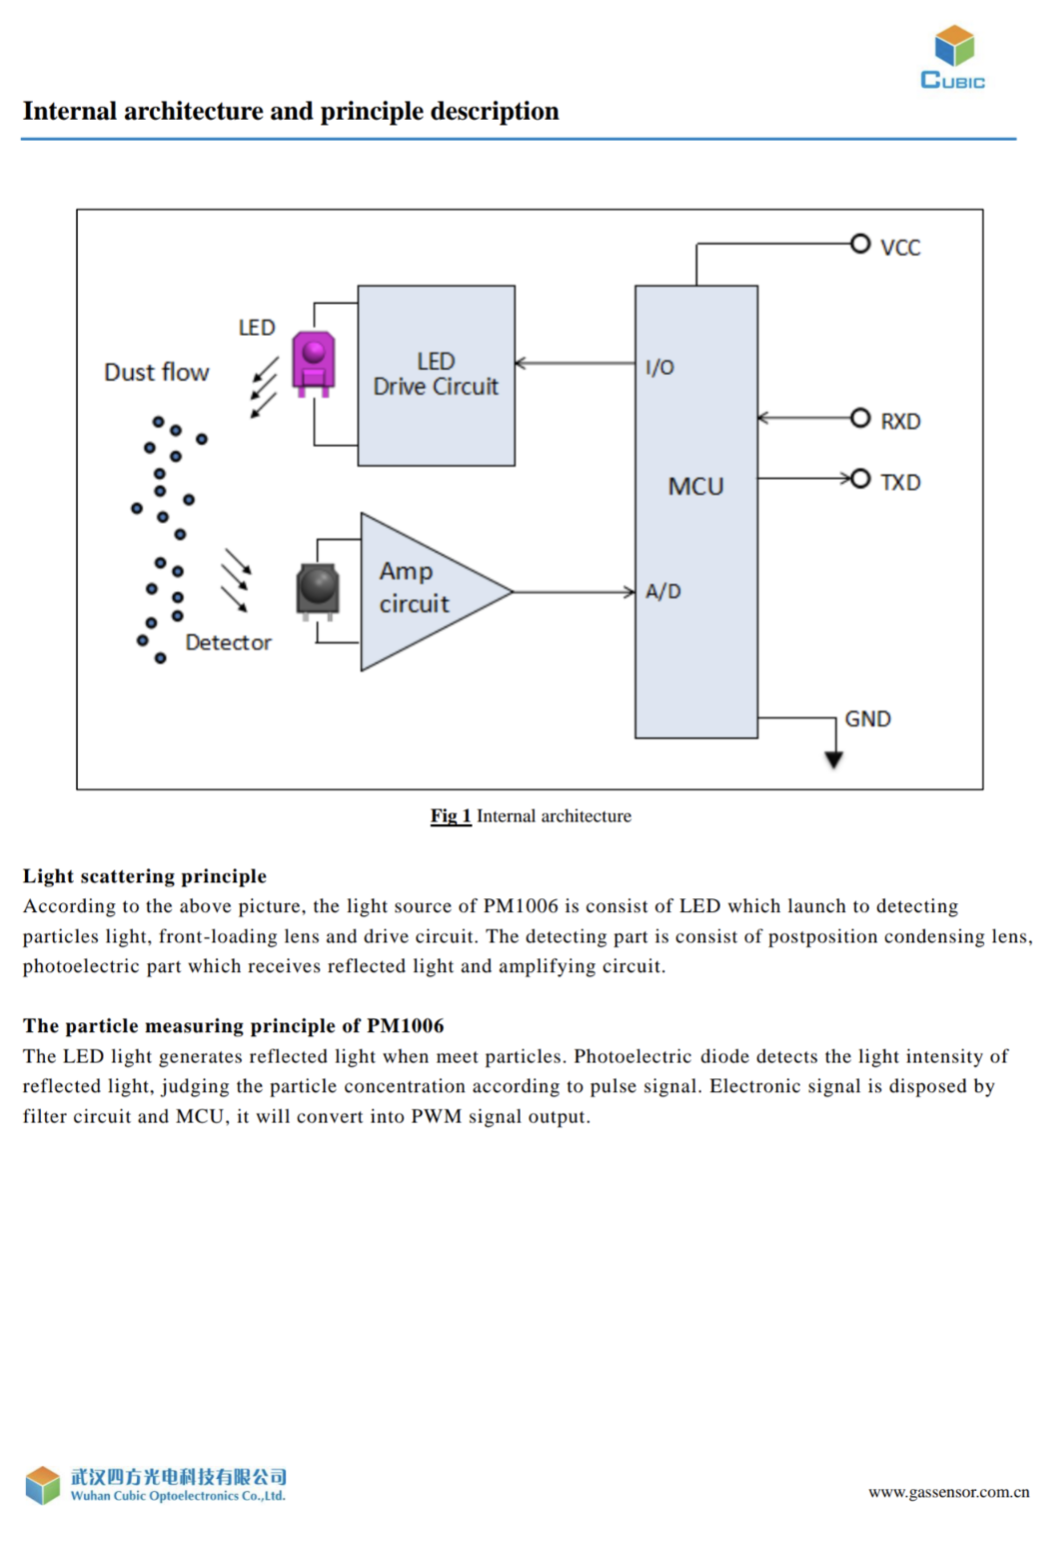 CUBIC
Internal architecture and principle description
VCC
LED
LED
Drive Circuit
Dust flow
I/O
RXD
MCU
TXD
Amp
circuit
A/D
Detector
GND
Fig 1 Internal architecture
Light scattering principle
According to the above picture, the light source of PM1006 is consist of LED which launch to detecting
particles light, front-loading lens and drive circuit. The detecting part is consist of postposition condensing lens,
photoelectric part which receives reflected light and amplifying circuit.
The particle measuring principle of PM1006
The LED light generates reflected light when meet particles. Photoelectric diode detects the light intensity of
reflected light, judging the particle concentration according to pulse signal. Electronic signal is disposed by
filter circuit and MCU, it will convert into PWM signal output.
武汉四方光电科技有限公司
Wuhan Cubic Optoelectronics Co.,Ltd.
www.gassensor.com.cn